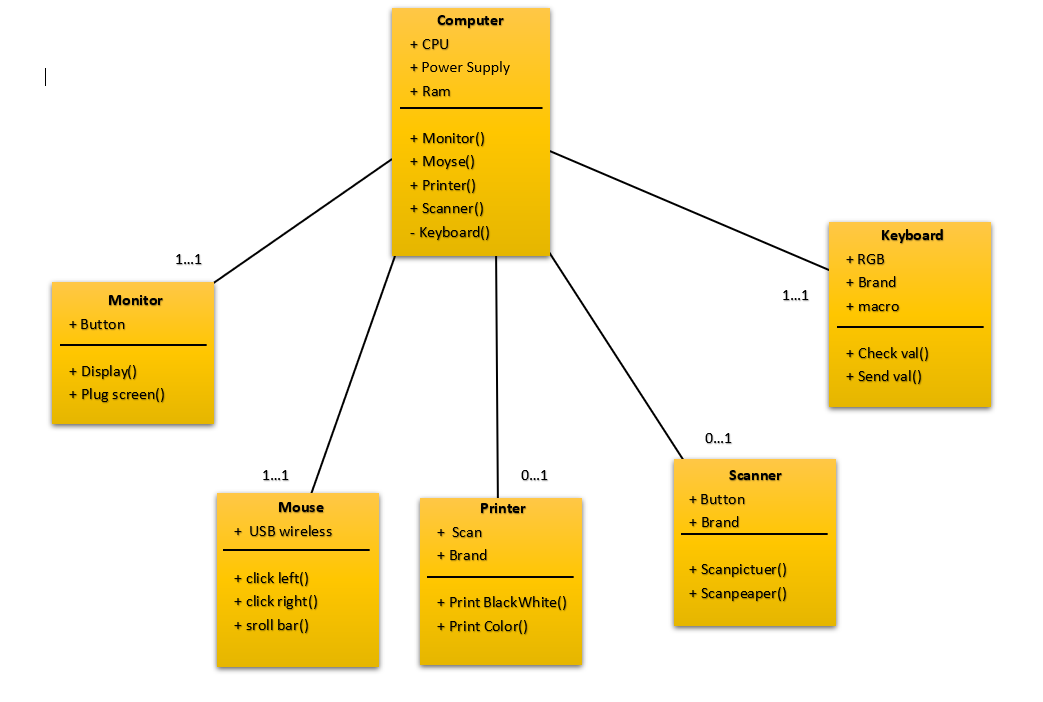 Computer
+ CPU
+ Power Supply
+ Ram
+ Monitor()
+ Moyse()
+ Printer()
+ Scanner()
- Keyboard()
1...1
Monitor
+ Button
+ Display()
+ Plug screen()
1...1
Mouse
+ USB wireless
+ click left()
+ click right()
+ sroll bar()
0...1
Printer
+ Scan
+ Brand
+ Print BlackWhite()
+ Print Color()
0...1
Scanner
+ Button
+ Brand
+ Scanpictuer()
+ Scanpeaper()
1...1
Keyboard
+ RGB
+ Brand
+ macro
+ Check val()
+ Send val()